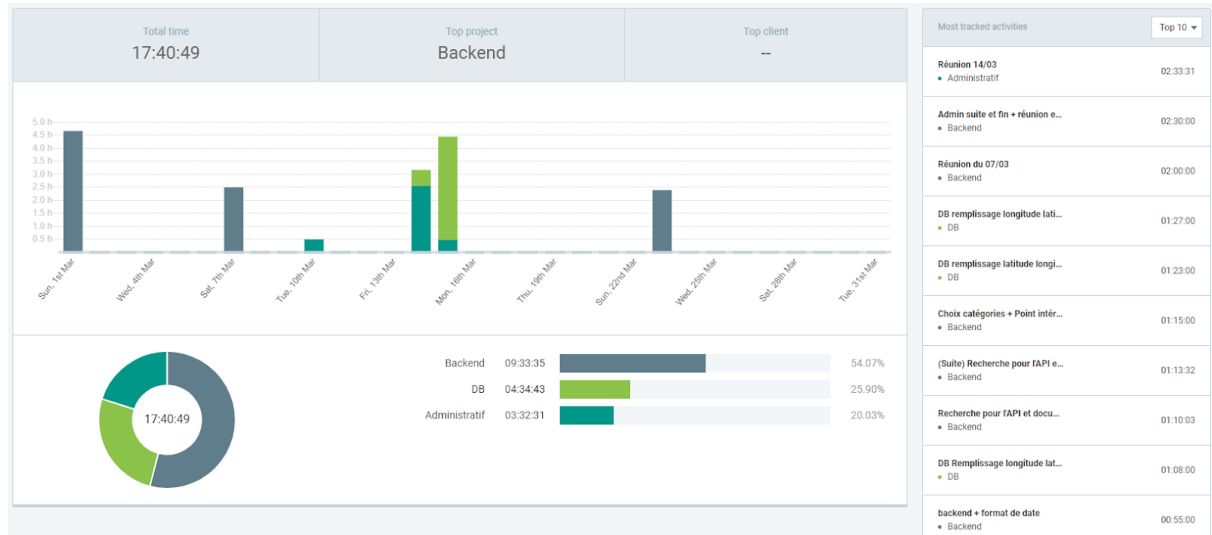 Total time
17:40:49
Top project
Backend
Top client
--
5.0 h
4.5 h
4.0 h
3.5 h
3.0 h
2.5 h
2.0 h
1.5 h
1.0 h
0.5 h
Sun, 1st Mar
Wed, 4th Mar
Sat, 7th Mar
Tue, 10th Mar
Fri, 13th Mar
Mon, 16th Mar
Thu, 19th Mar
Sun, 22nd Mar
Wed, 25th Mar
Sat, 28th Mar
Tue, 31st Mar
17:40:49
Backend 09:33:35 54.07%
DB 04:34:43 25.90%
Administratif 03:32:31 20.03%
Most tracked activities Top 10
Réunion 14/03
Administratif
02:33:31
Admin suite et fin + réunion e...
Backend
02:30:00
Réunion du 07/03
Backend
02:00:00
DB remplissage longitude lati...
DB
01:27:00
DB remplissage latitude longi...
DB
01:23:00
Choix catégories + Point intér...
Backend
01:15:00
(Suite) Recherche pour l'API e...
Backend
01:13:32
Recherche pour l'API et docu...
Backend
01:10:03
DB Remplissage longitude lat...
DB
01:08:00
backend + format de date
Backend
00:55:00